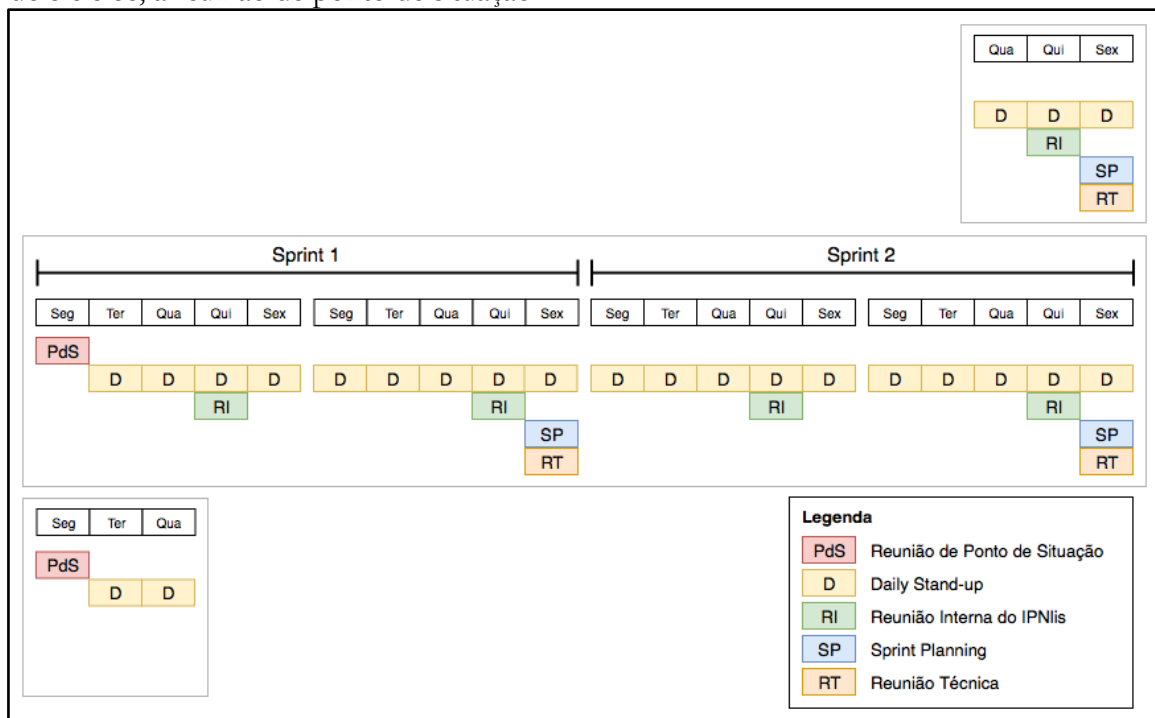 Qua Qui Sex
D D D
RI
SP
RT
Sprint 1 Sprint 2
Seg Ter Qua Qui Sex Seg Ter Qua Qui Sex Seg Ter Qua Qui Sex Seg Ter Qua Qui Sex
PdS
D D D D D D D D D D D D D D D D D D D
RI RI RI RI
SP SP
RT RT
Seg Ter Qua
PdS
D D
Legenda
PdS Reunião de Ponto de Situação
D Daily Stand-up
RI Reunião Interna do IPNlis
SP Sprint Planning
RT Reunião Técnica